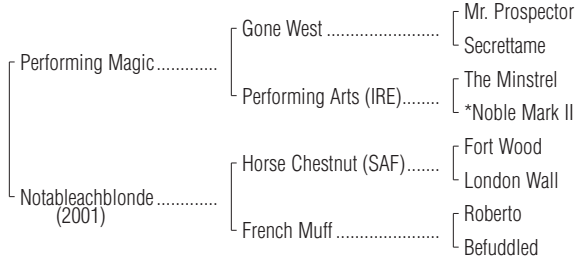 Mr. Prospector
Gone West ......................
Secrettame
Performing Magic.............
The Minstrel
Performing Arts (IRE)........
*Noble Mark II
Fort Wood
Horse Chestnut (SAF).......
London Wall
Notableachblonde.............
(2001)
Roberto
French Muff ....................
Befuddled